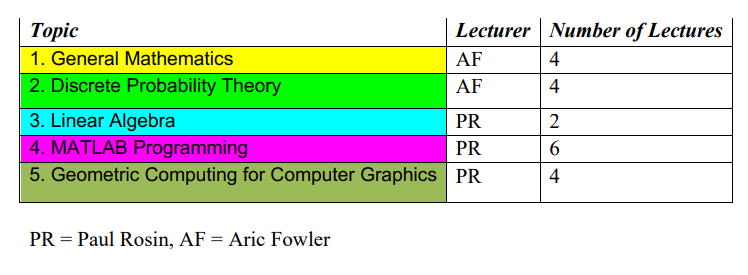 Topic Lecturer Number of Lectures
1. General Mathematics AF 4
2. Discrete Probability Theory AF 4
3. Linear Algebra PR 2
4. MATLAB Programming PR 6
5. Geometric Computing for Computer Graphics PR 4
PR = Paul Rosin, AF = Aric Fowler